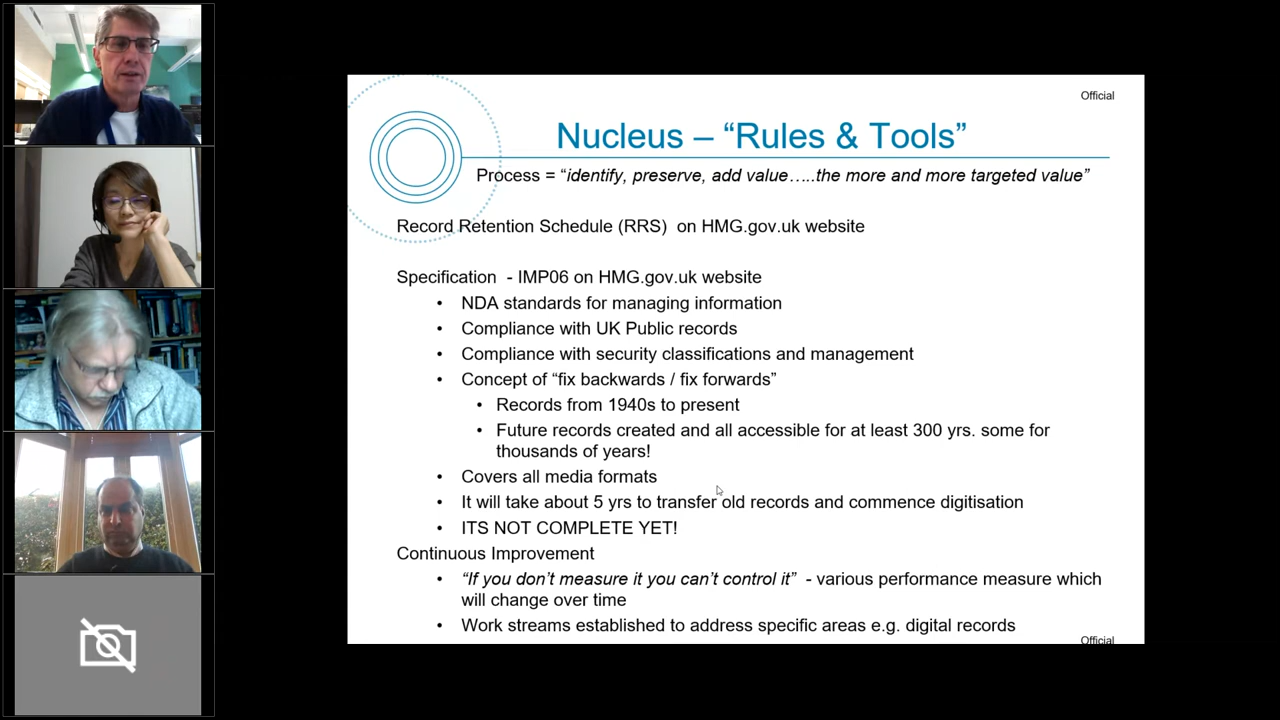 Official
Nucleus – “Rules & Tools”
Process = “identify, preserve, add value…..the more and more targeted value”
Record Retention Schedule (RRS)  on HMG.gov.uk website
Specification  - IMP06 on HMG.gov.uk website
• NDA standards for managing information
• Compliance with UK Public records
• Compliance with security classifications and management
• Concept of “fix backwards / fix forwards”
• Records from 1940s to present
• Future records created and all accessible for at least 300 yrs. some for
thousands of years!
• Covers all media formats
• It will take about 5 yrs to transfer old records and commence digitisation
• ITS NOT COMPLETE YET!
Continuous Improvement
• “If you don’t measure it you can’t control it”  - various performance measure which
will change over time
• Work streams established to address specific areas e.g. digital records
Official